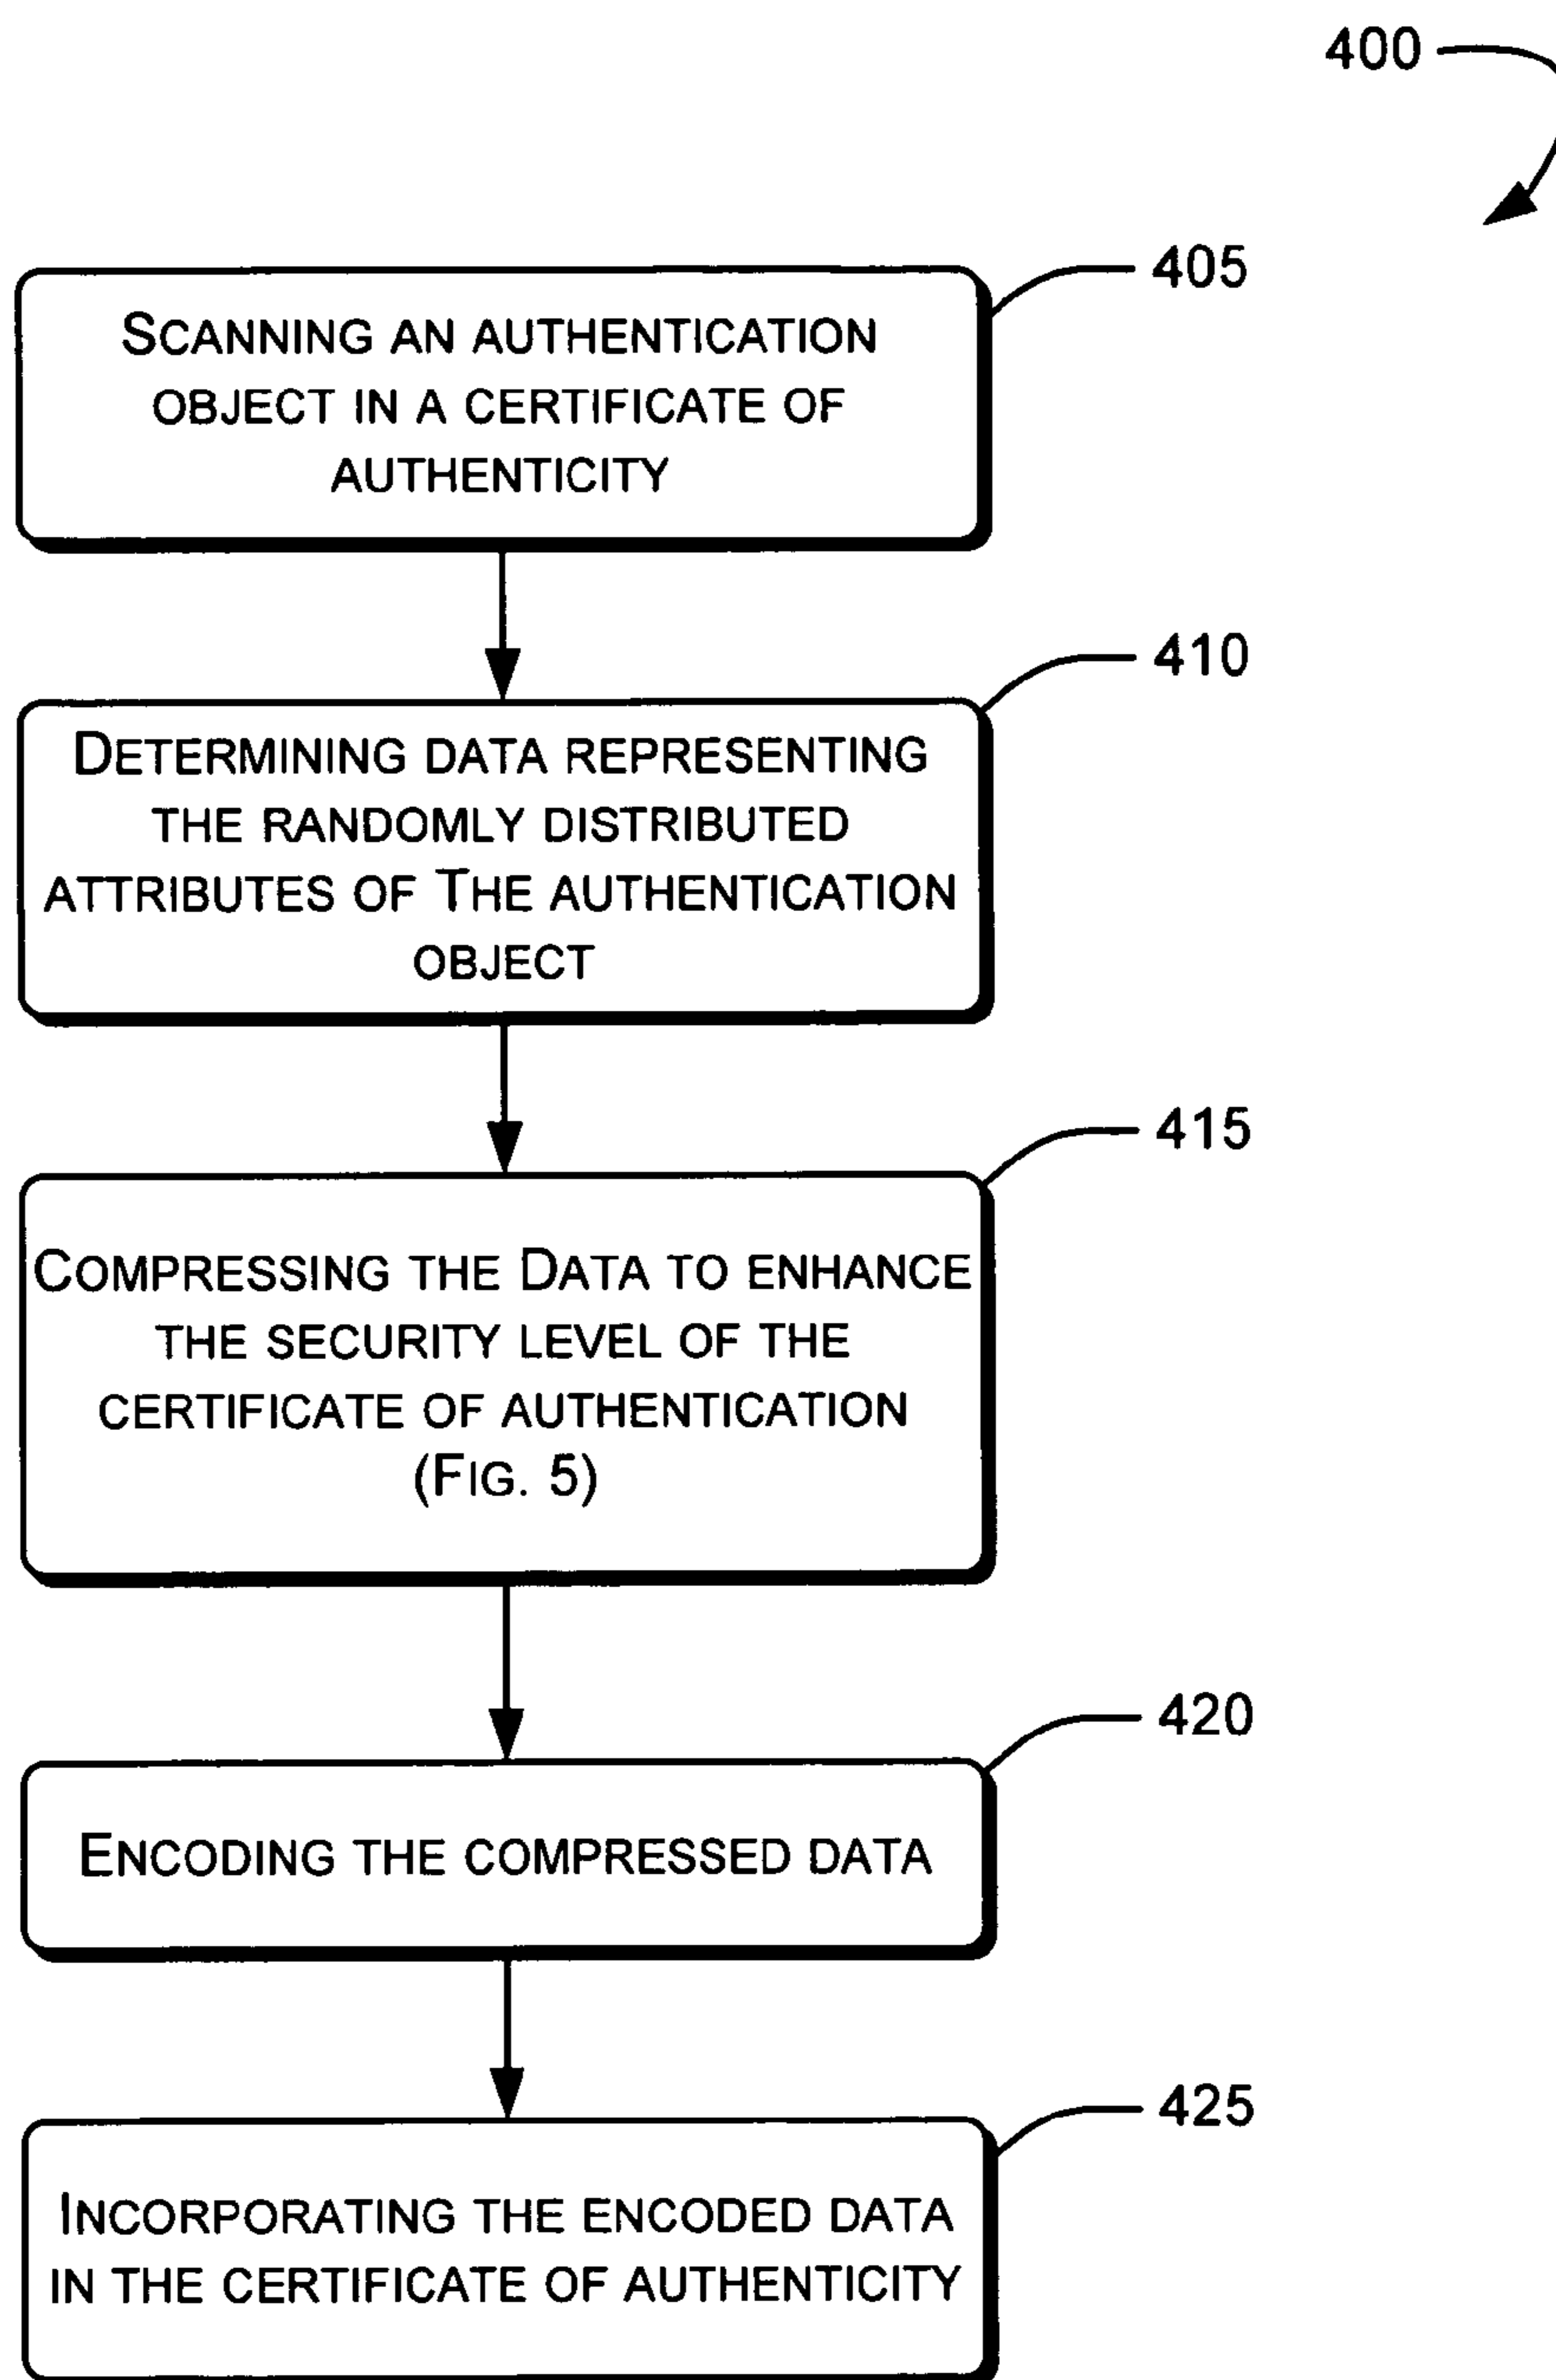 400
405
SCANNING AN AUTHENTICATION
OBJECT IN A CERTIFICATE OF
AUTHENTICITY
410
DETERMINING DATA REPRESENTING
THE RANDOMLY DISTRIBUTED
ATTRIBUTES OF THE AUTHENTICATION
OBJECT
415
COMPRESSING THE DATA TO ENHANCE
THE SECURITY LEVEL OF THE
CERTIFICATE OF AUTHENTICATION
(FIG. 5)
420
ENCODING THE COMPRESSED DATA
425
INCORPORATING THE ENCODED DATA
IN THE CERTIFICATE OF AUTHENTICITY